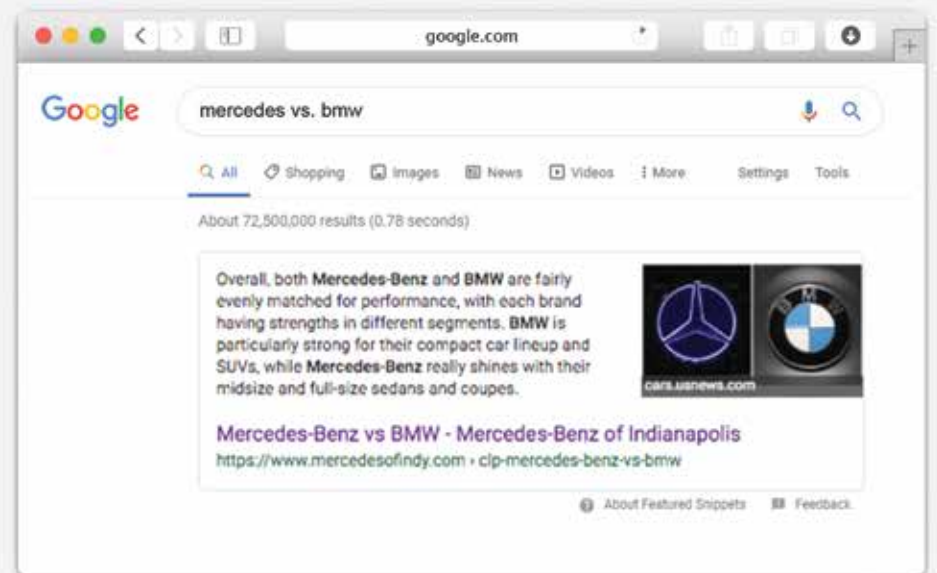 google.com
Google
mercedes vs. bmw
All Shopping Images News Videos More Settings Tools
About 72,500,000 results (0.78 seconds)
Overall, both Mercedes-Benz and BMW are fairly
evenly matched for performance, with each brand
having strengths in different segments. BMW is
particularly strong for their compact car lineup and
SUVs, while Mercedes-Benz really shines with their
midsize and full-size sedans and coupes.
BMW
cars.usnews.com
Mercedes-Benz vs BMW - Mercedes-Benz of Indianapolis
https://www.mercedesofindy.com › clp-mercedes-benz-vs-bmw
About Featured Snippets Feedback